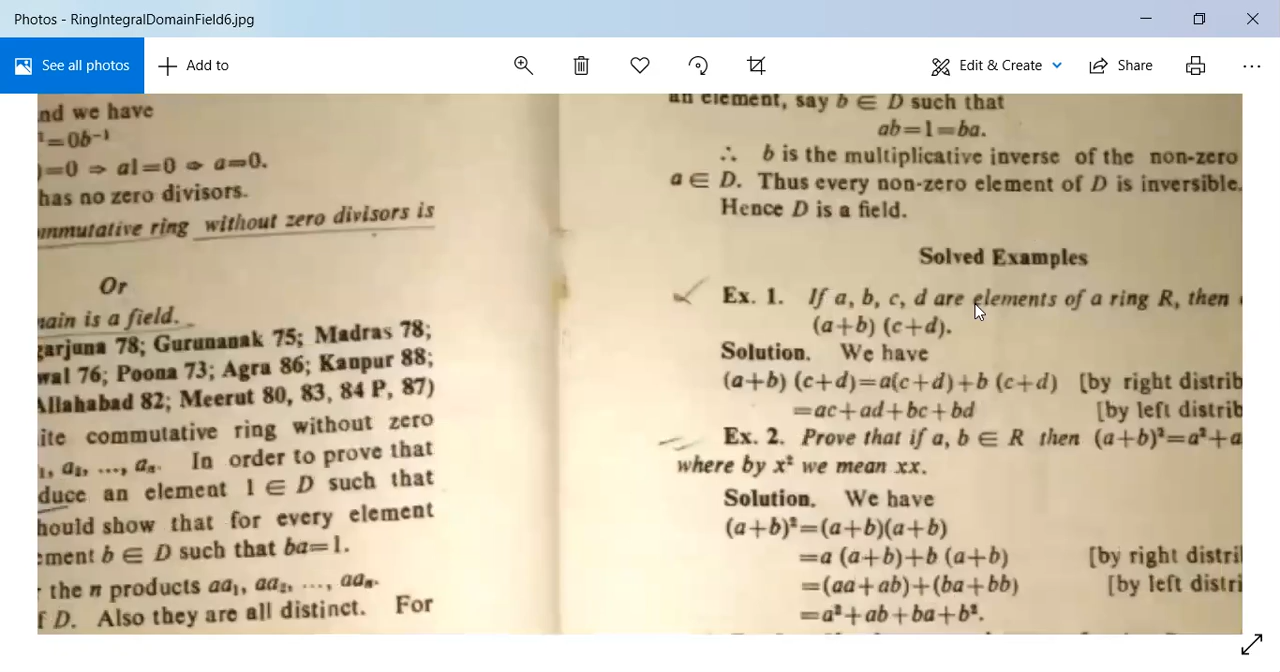 Photos - RingIntegralDomainField6.jpg
See all photos
Add to
Edit & Create
Share
nd we have
=0b⁻¹
)=0 ⇒ a1=0 ⇒ a=0.
has no zero divisors.
mmutative ring without zero divisors is
Or
main is a field.
garjuna 78; Gurunanak 75; Madras 78;
wal 76; Poona 73; Agra 86; Kanpur 88;
Allahabad 82; Meerut 80, 83, 84 P, 87)
ite commutative ring without zero
₁, a₂, ..., aₙ. In order to prove that
duce an element 1 ∈ D such that
hould show that for every element
ment b ∈ D such that ba=1.
the n products aa₁, aa₂, ..., aaₙ.
f D. Also they are all distinct. For
an element, say b ∈ D such that
ab=1=ba.
∴ b is the multiplicative inverse of the non-zero
a ∈ D. Thus every non-zero element of D is inversible.
Hence D is a field.
Solved Examples
Ex. 1. If a, b, c, d are elements of a ring R, then
(a+b) (c+d).
Solution. We have
(a+b) (c+d)=a(c+d)+b (c+d) [by right distrib
=ac+ad+bc+bd [by left distrib
Ex. 2. Prove that if a, b ∈ R then (a+b)²=a²+a
where by x² we mean xx.
Solution. We have
(a+b)²=(a+b)(a+b)
=a (a+b)+b (a+b) [by right distri
=(aa+ab)+(ba+bb) [by left distri
=a²+ab+ba+b².